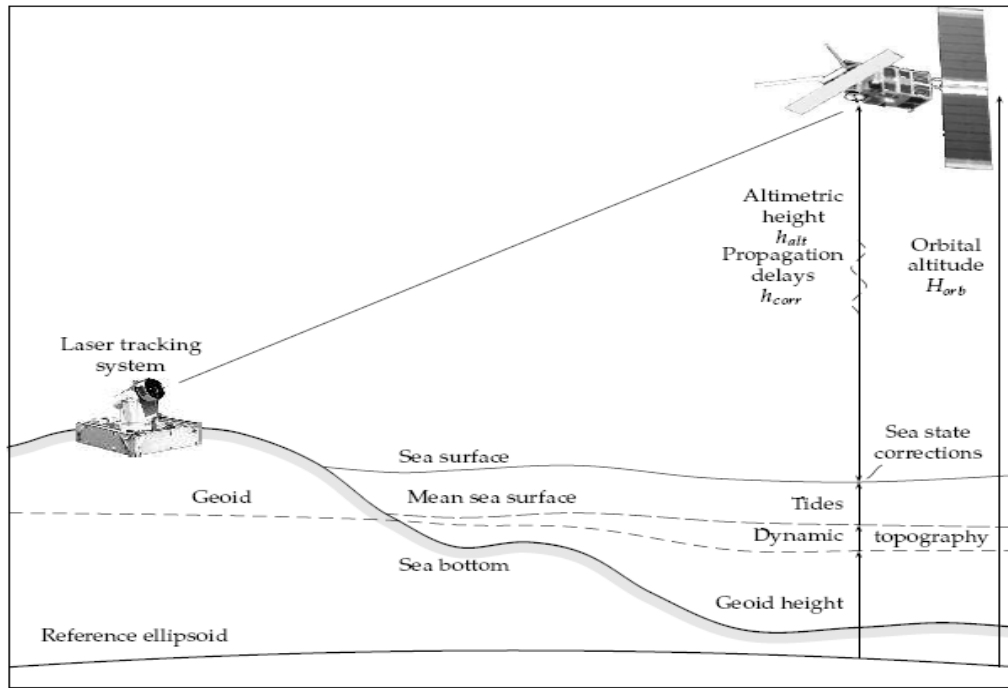 Altimetric
height
h_alt
Propagation
delays
h_corr
Orbital
altitude
H_orb
Laser tracking
system
Sea state
corrections
Sea surface
Geoid
Mean sea surface
Tides
Dynamic topography
Sea bottom
Geoid height
Reference ellipsoid